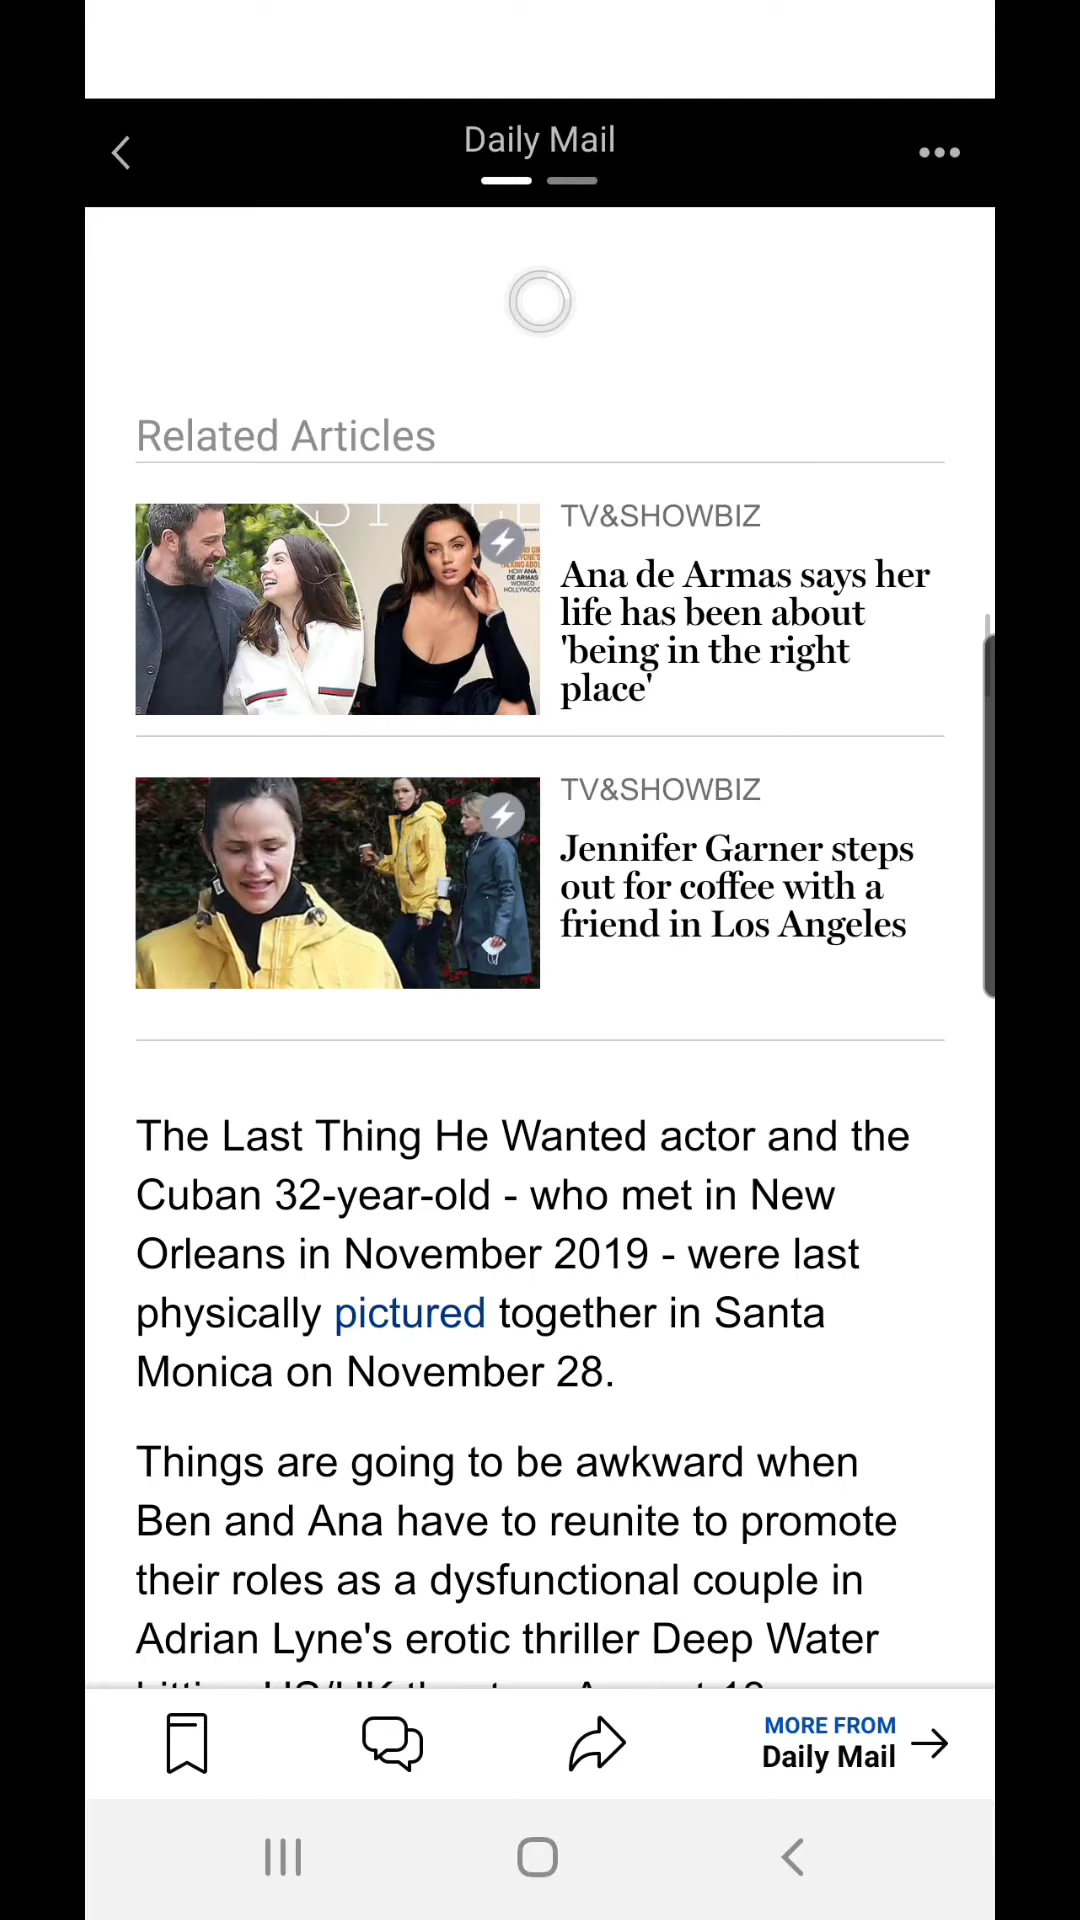 Daily Mail
Related Articles
TV&SHOWBIZ
Ana de Armas says her
life has been about
'being in the right
place'
TV&SHOWBIZ
Jennifer Garner steps
out for coffee with a
friend in Los Angeles
The Last Thing He Wanted actor and the
Cuban 32-year-old - who met in New
Orleans in November 2019 - were last
physically pictured together in Santa
Monica on November 28.
Things are going to be awkward when
Ben and Ana have to reunite to promote
their roles as a dysfunctional couple in
Adrian Lyne's erotic thriller Deep Water
MORE FROM
Daily Mail